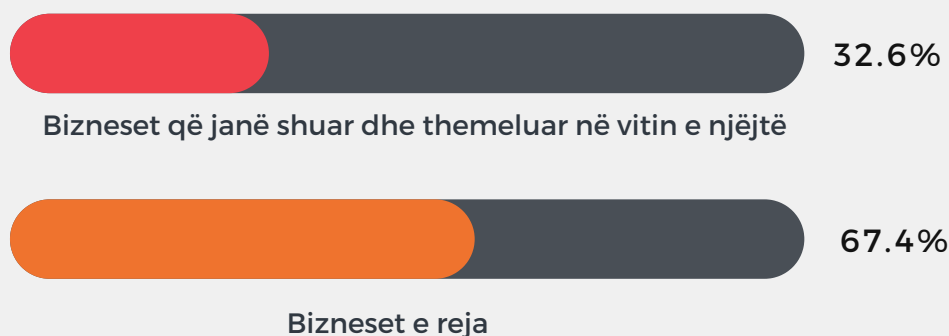 32.6%
Bizneset që janë shuar dhe themeluar në vitin e njëjtë
67.4%
Bizneset e reja